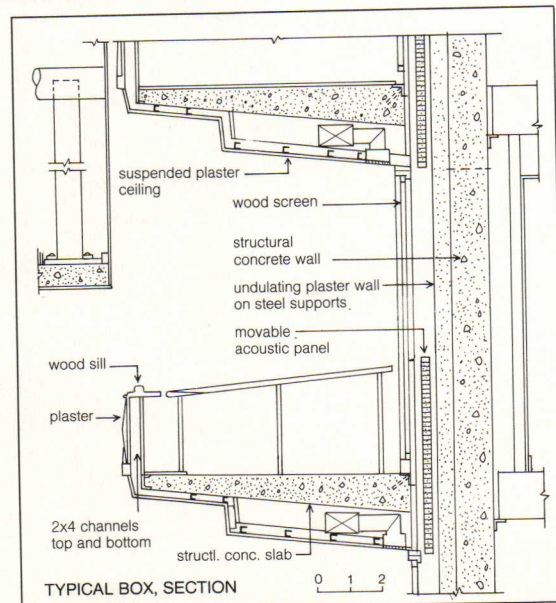 suspended plaster
ceiling
wood screen
structural
concrete wall
undulating plaster wall
on steel supports
movable
acoustic panel
wood sill
plaster
2x4 channels
top and bottom
structl. conc. slab
TYPICAL BOX, SECTION
0 1 2